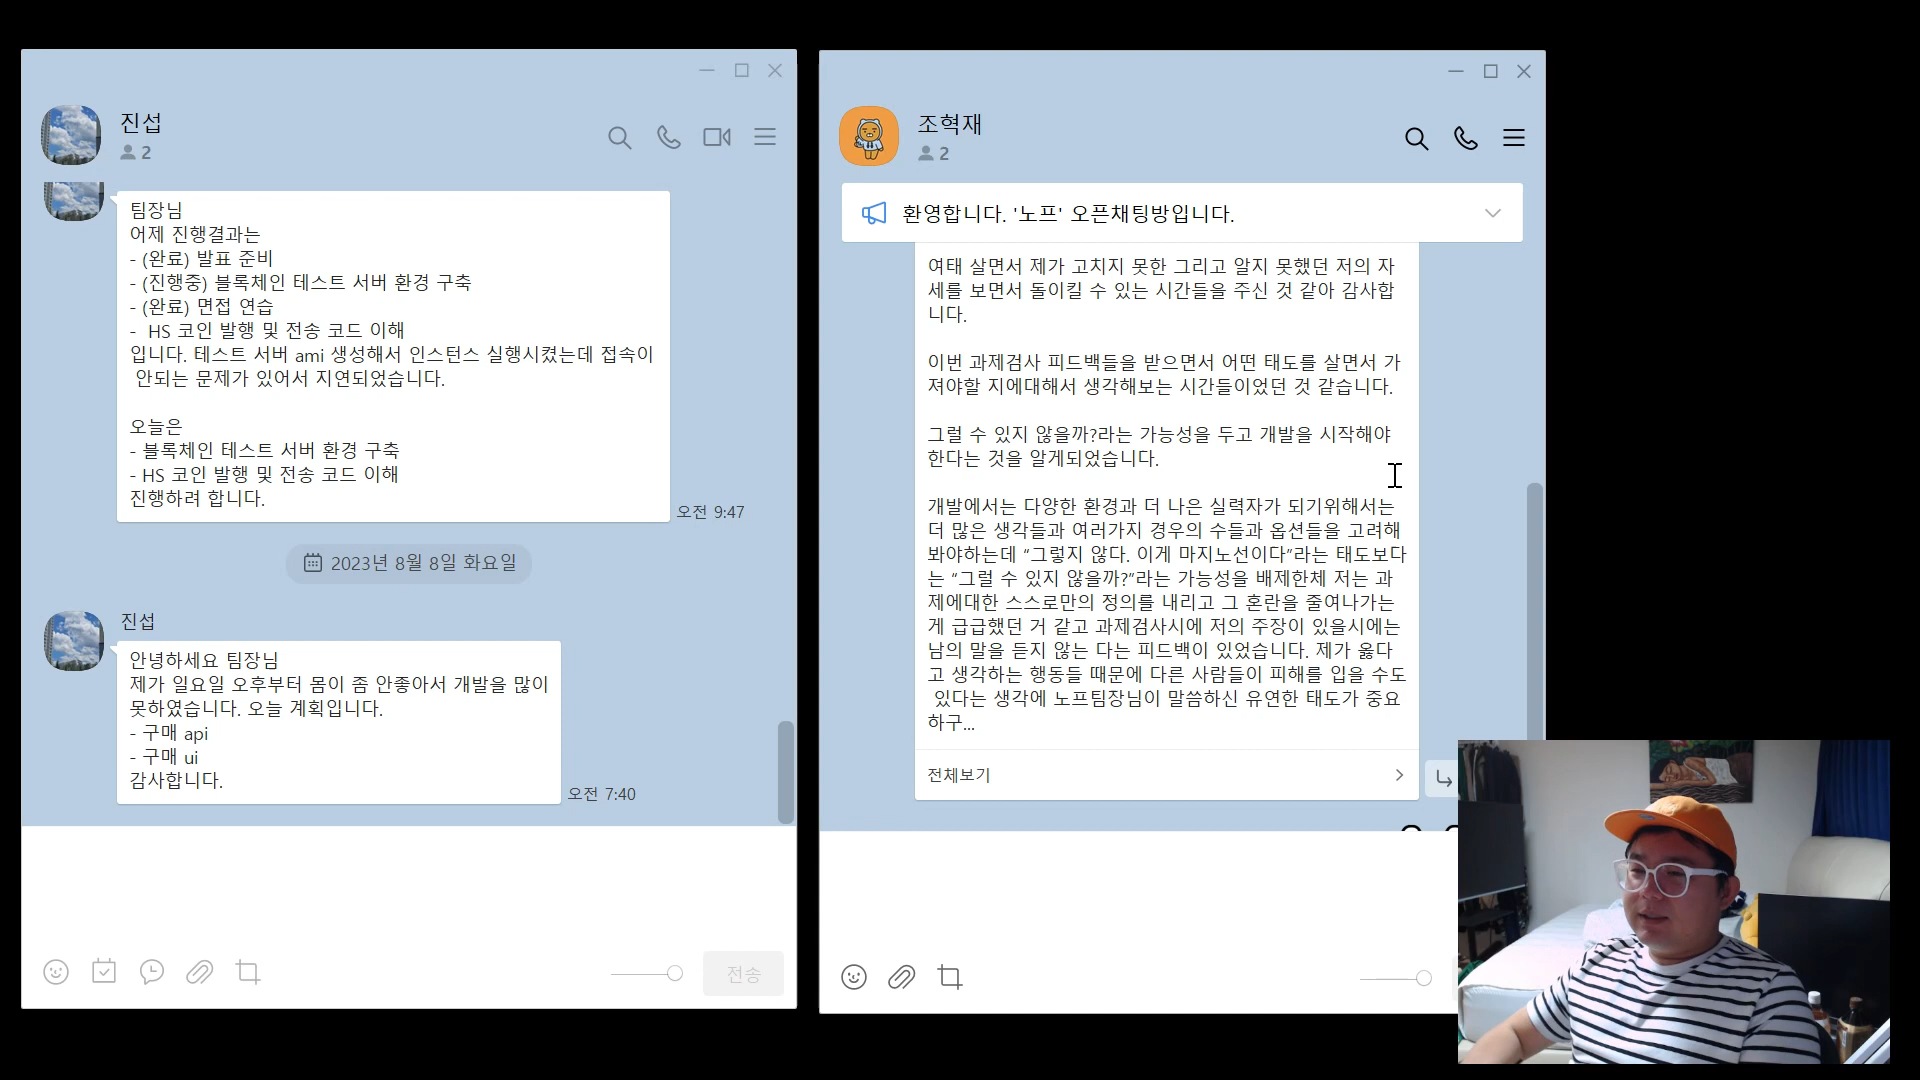 진섭
2
팀장님
어제 진행결과는
- (완료) 발표 준비
- (진행중) 블록체인 테스트 서버 환경 구축
- (완료) 면접 연습
-  HS 코인 발행 및 전송 코드 이해
입니다. 테스트 서버 ami 생성해서 인스턴스 실행시켰는데 접속이
안되는 문제가 있어서 지연되었습니다.
오늘은
- 블록체인 테스트 서버 환경 구축
- HS 코인 발행 및 전송 코드 이해
진행하려 합니다.
오전 9:47
2023년 8월 8일 화요일
진섭
안녕하세요 팀장님
제가 일요일 오후부터 몸이 좀 안좋아서 개발을 많이
못하였습니다. 오늘 계획입니다.
- 구매 api
- 구매 ui
감사합니다.
오전 7:40
전송
조혁재
2
환영합니다. '노프' 오픈채팅방입니다.
여태 살면서 제가 고치지 못한 그리고 알지 못했던 저의 자
세를 보면서 돌이킬 수 있는 시간들을 주신 것 같아 감사합
니다.
이번 과제검사 피드백들을 받으면서 어떤 태도를 살면서 가
져야할 지에대해서 생각해보는 시간들이었던 것 같습니다.
그럴 수 있지 않을까?라는 가능성을 두고 개발을 시작해야
한다는 것을 알게되었습니다.
개발에서는 다양한 환경과 더 나은 실력자가 되기위해서는
더 많은 생각들과 여러가지 경우의 수들과 옵션들을 고려해
봐야하는데 “그렇지 않다. 이게 마지노선이다”라는 태도보다
는 “그럴 수 있지 않을까?”라는 가능성을 배제한체 저는 과
제에대한 스스로만의 정의를 내리고 그 혼란을 줄여나가는
게 급급했던 거 같고 과제검사시에 저의 주장이 있을시에는
남의 말을 듣지 않는 다는 피드백이 있었습니다. 제가 옳다
고 생각하는 행동들 때문에 다른 사람들이 피해를 입을 수도
있다는 생각에 노프팀장님이 말씀하신 유연한 태도가 중요
하구...
전체보기